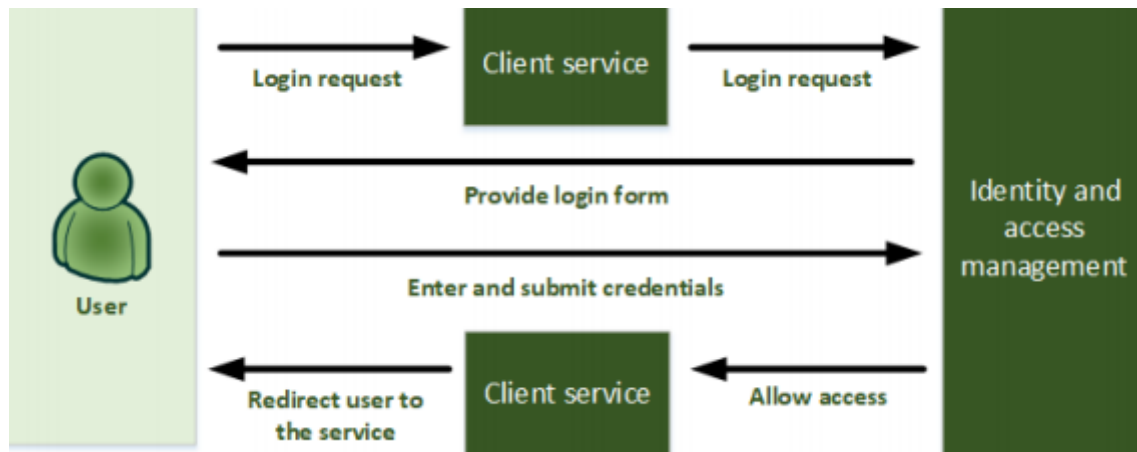 Client service
Login request
Login request
Provide login form
Identity and
access
management
Enter and submit credentials
User
Client service
Redirect user to
the service
Allow access